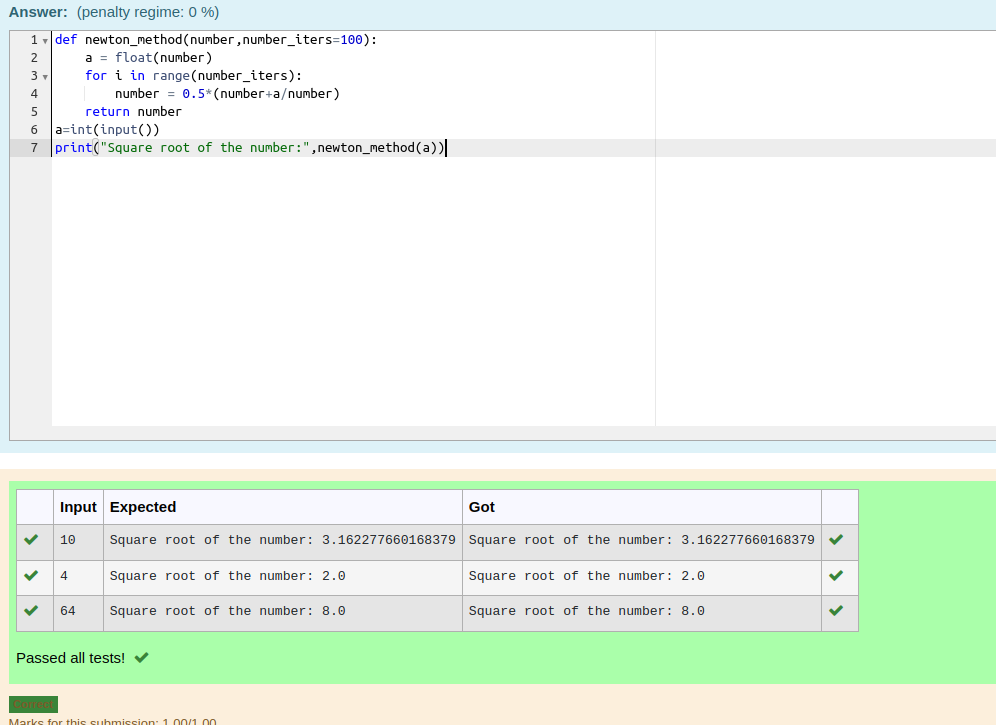 Answer: (penalty regime: 0 %)
1 def newton_method(number,number_iters=100):
2     a = float(number)
3     for i in range(number_iters):
4         number = 0.5*(number+a/number)
5     return number
6 a=int(input())
7 print("Square root of the number:",newton_method(a))
Input Expected Got
10 Square root of the number: 3.162277660168379 Square root of the number: 3.162277660168379
4 Square root of the number: 2.0 Square root of the number: 2.0
64 Square root of the number: 8.0 Square root of the number: 8.0
Passed all tests!
Correct
Marks for this submission: 1.00/1.00.